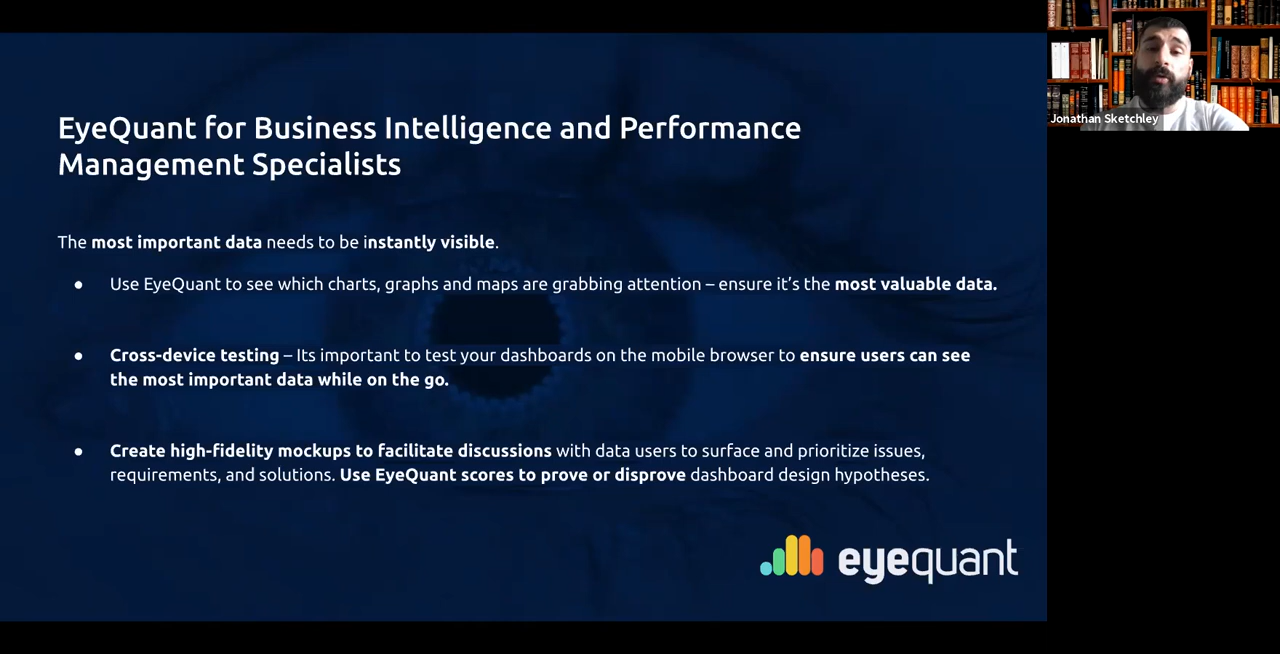 EyeQuant for Business Intelligence and Performance
Management Specialists
The most important data needs to be instantly visible.
● Use EyeQuant to see which charts, graphs and maps are grabbing attention – ensure it’s the most valuable data.
● Cross-device testing – Its important to test your dashboards on the mobile browser to ensure users can see
the most important data while on the go.
● Create high-fidelity mockups to facilitate discussions with data users to surface and prioritize issues,
requirements, and solutions. Use EyeQuant scores to prove or disprove dashboard design hypotheses.
eyequant
Jonathan Sketchley